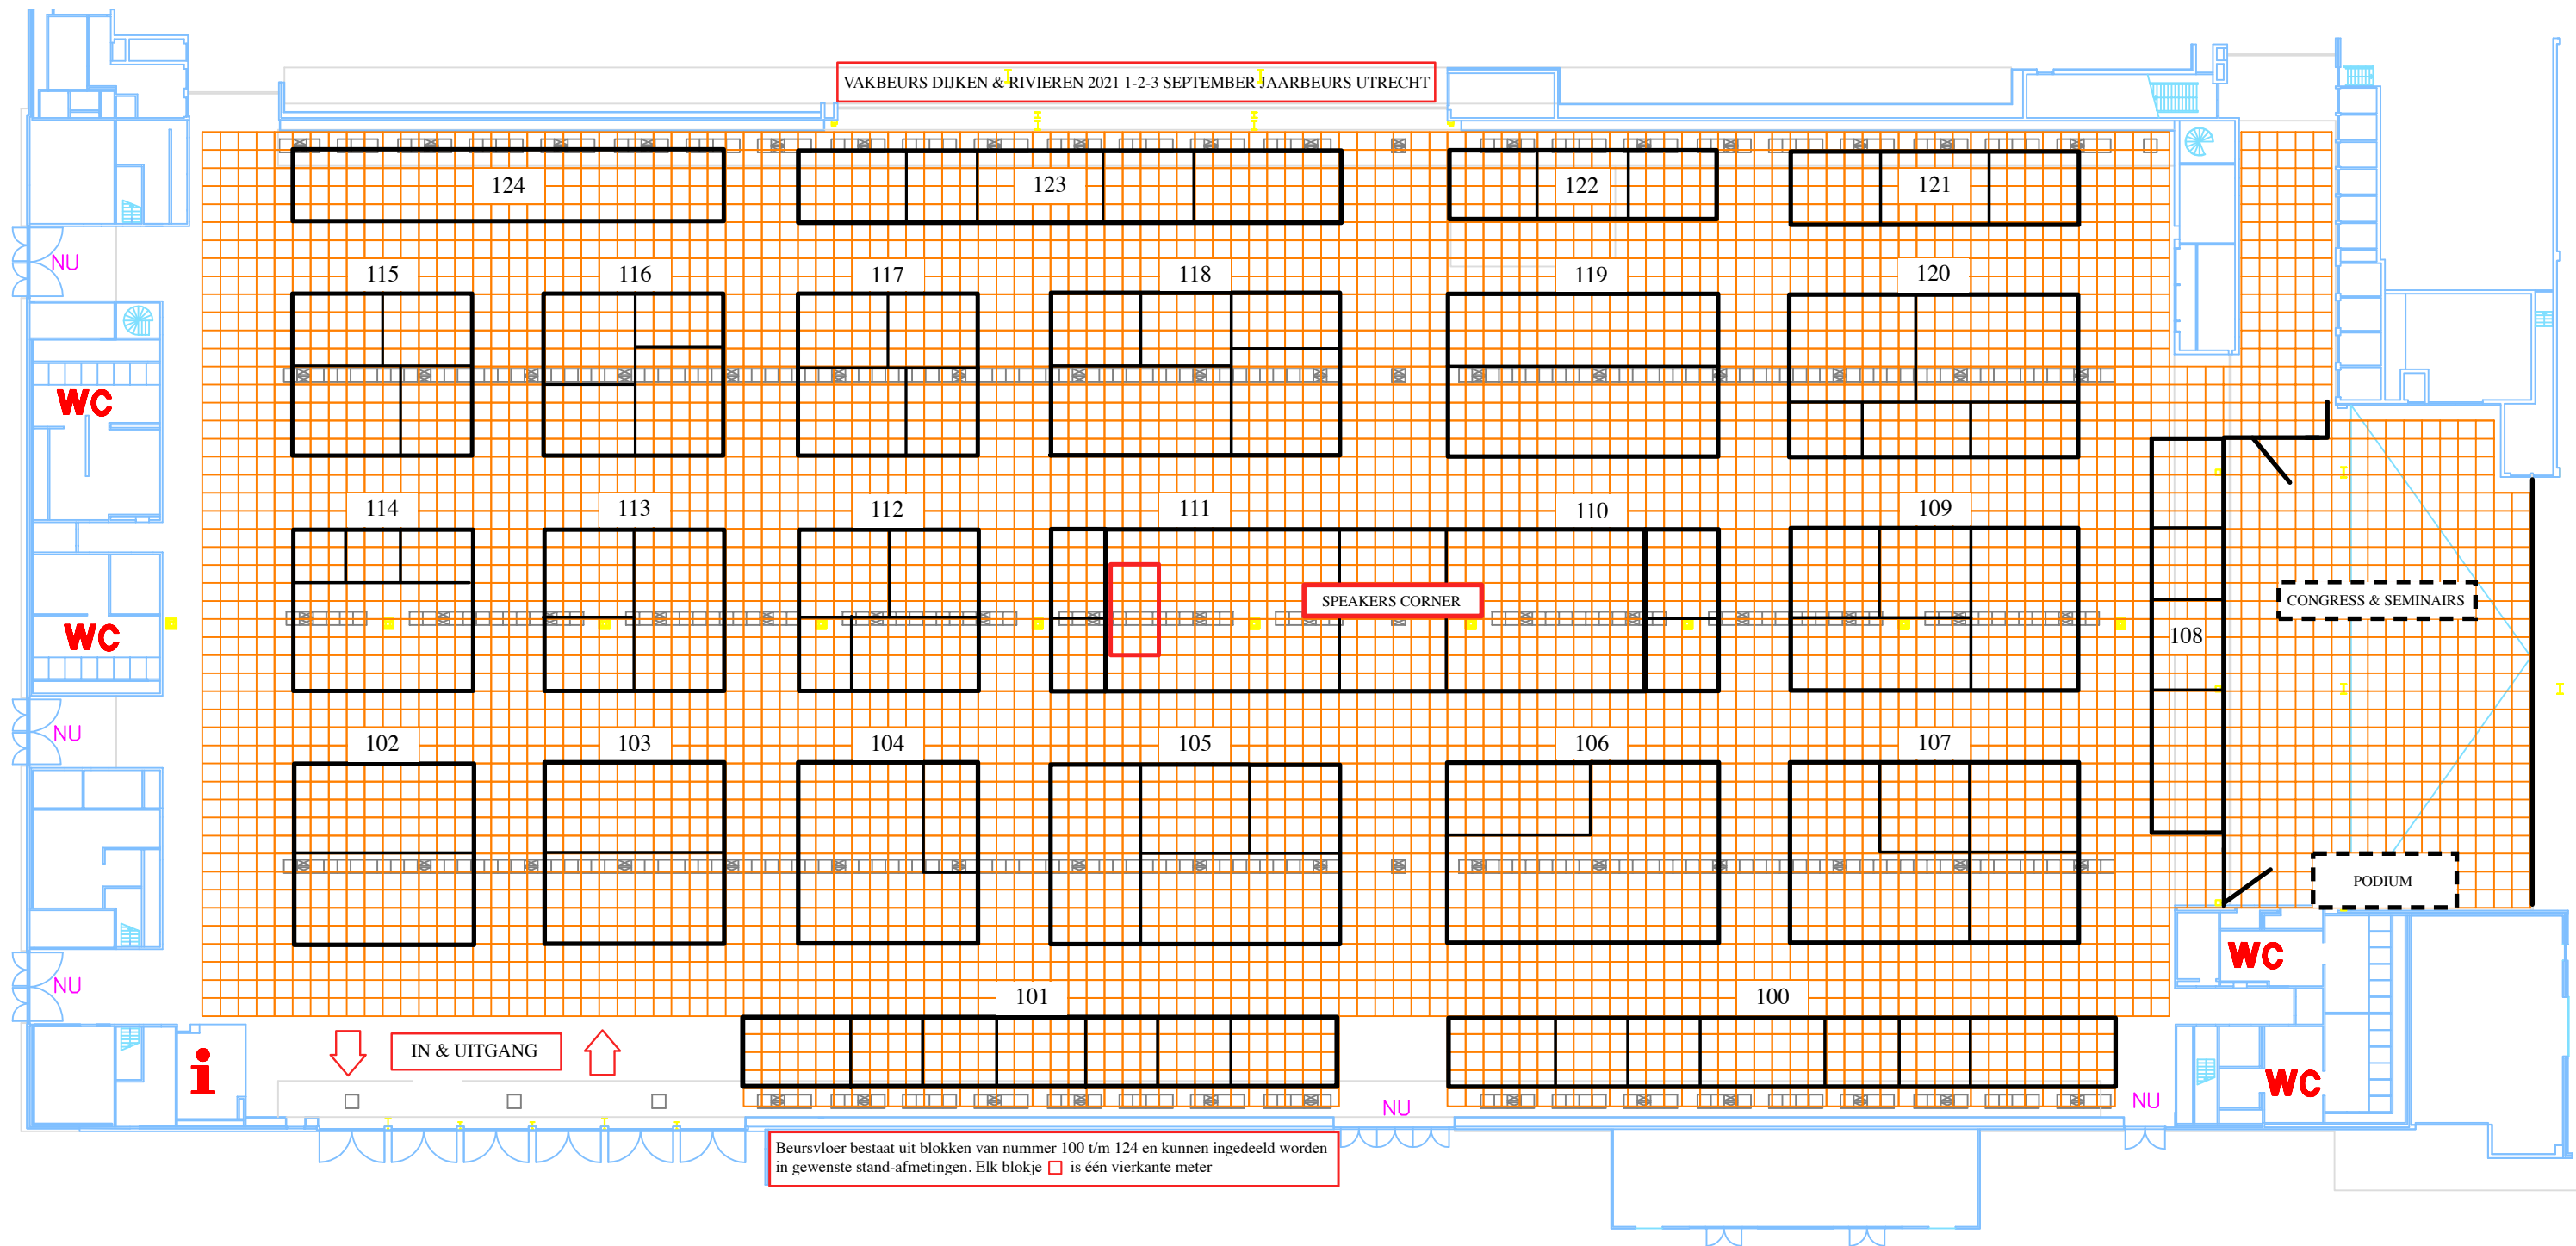 VAKBEURS DIJKEN & RIVIEREN 2021 1-2-3 SEPTEMBER JAARBEURS UTRECHT
124
123
122
121
NU
115
116
117
118
119
120
WC
114
113
112
111
110
109
SPEAKERS CORNER
CONGRESS & SEMINAIRS
WC
108
NU
102
103
104
105
106
107
PODIUM
WC
NU
101
100
IN & UITGANG
i
WC
NU
NU
Beursvloer bestaat uit blokken van nummer 100 t/m 124 en kunnen ingedeeld worden
in gewenste stand-afmetingen. Elk blokje □ is één vierkante meter